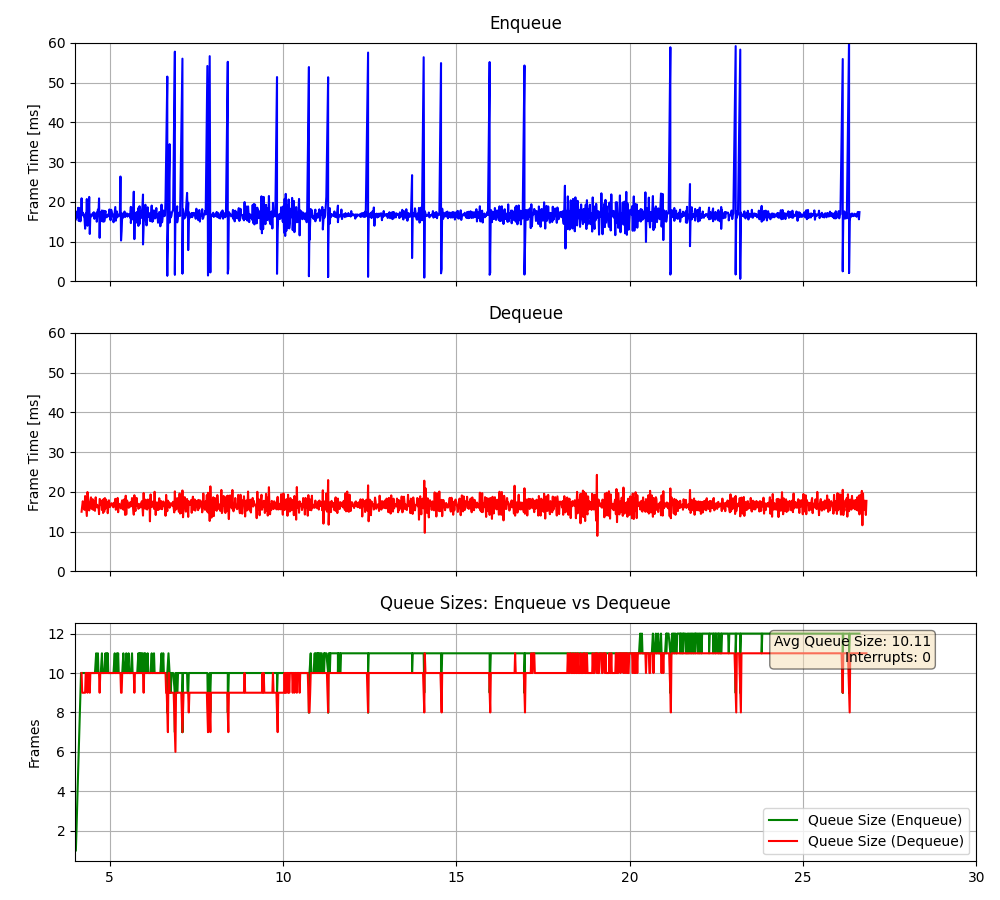 Enqueue
60
50
40
30
20
10
0
Frame Time [ms]
Dequeue
60
50
40
30
20
10
0
Frame Time [ms]
Queue Sizes: Enqueue vs Dequeue
12
10
8
6
4
2
Frames
Avg Queue Size: 10.11
Interrupts: 0
Queue Size (Enqueue)
Queue Size (Dequeue)
5 10 15 20 25 30